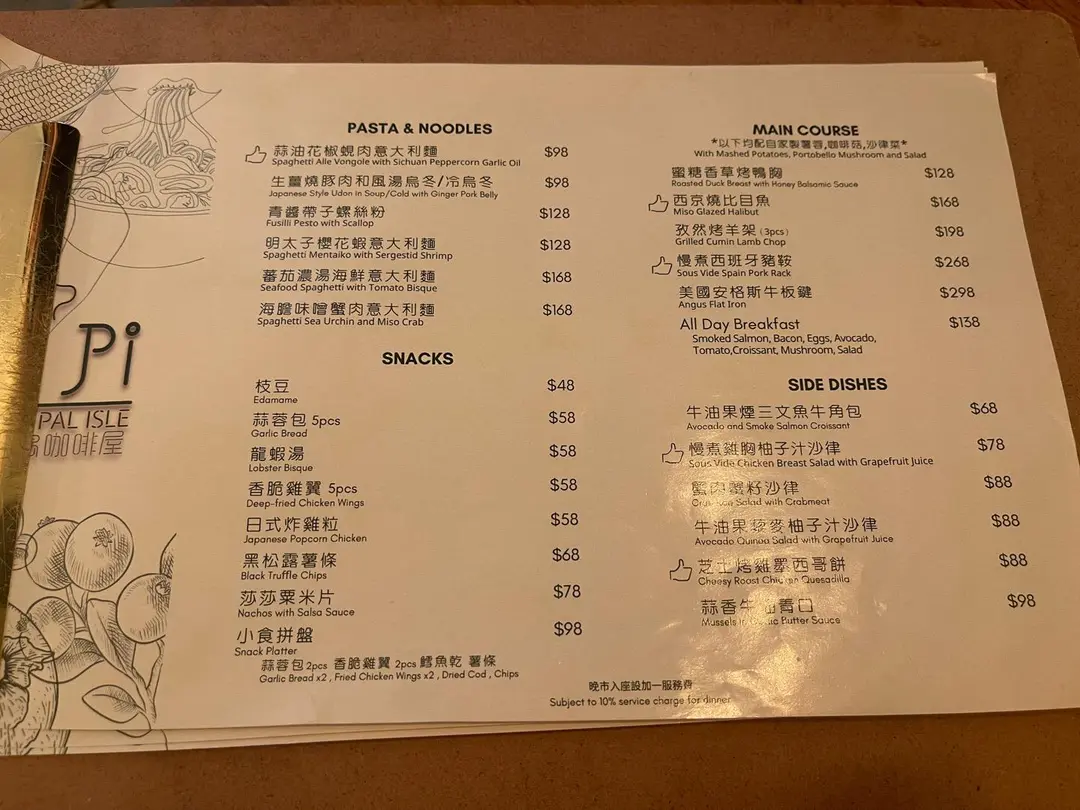 Pi
PAL ISLE
咖啡屋
PASTA & NOODLES
蒜油花椒蜆肉意大利麵 $98
Spaghetti Alle Vongole with Sichuan Peppercorn Garlic Oil
生薑燒豚肉和風湯烏冬/冷烏冬 $98
Japanese Style Udon in Soup/Cold with Ginger Pork Belly
青醬帶子螺絲粉 $128
Fusilli Pesto with Scallop
明太子櫻花蝦意大利麵 $128
Spaghetti Mentaiko with Sergestid Shrimp
蕃茄濃湯海鮮意大利麵 $168
Seafood Spaghetti with Tomato Bisque
海膽味噌蟹肉意大利麵 $168
Spaghetti Sea Urchin and Miso Crab
SNACKS
枝豆 $48
Edamame
蒜蓉包 5pcs $58
Garlic Bread
龍蝦湯 $58
Lobster Bisque
香脆雞翼 5pcs $58
Deep-fried Chicken Wings
日式炸雞粒 $58
Japanese Popcorn Chicken
黑松露薯條 $68
Black Truffle Chips
莎莎粟米片 $78
Nachos with Salsa Sauce
小食拼盤 $98
Snack Platter
蒜蓉包 2pcs 香脆雞翼 2pcs 鱈魚乾 薯條
Garlic Bread x2 , Fried Chicken Wings x2 , Dried Cod , Chips
MAIN COURSE
*以下均配自家製薯蓉,咖啡菇,沙律菜*
With Mashed Potatoes, Portobello Mushroom and Salad
蜜糖香草烤鴨胸 $128
Roasted Duck Breast with Honey Balsamic Sauce
西京燒比目魚 $168
Miso Glazed Halibut
孜然烤羊架 (3pcs) $198
Grilled Cumin Lamb Chop
慢煮西班牙豬鞍 $268
Sous Vide Spain Pork Rack
美國安格斯牛板鍵 $298
Angus Flat Iron
All Day Breakfast $138
Smoked Salmon, Bacon, Eggs, Avocado,
Tomato,Croissant, Mushroom, Salad
SIDE DISHES
牛油果煙三文魚牛角包 $68
Avocado and Smoke Salmon Croissant
慢煮雞胸柚子汁沙律 $78
Sous Vide Chicken Breast Salad with Grapefruit Juice
蟹肉蟹籽沙律 $88
Salad with Crabmeat
牛油果藜麥柚子汁沙律 $88
Avocado Quinoa Salad with Grapefruit Juice
芝士烤雞墨西哥餅 $88
Cheesy Roast Chicken Quesadilla
蒜香牛油青口 $98
Mussels in Garlic Butter Sauce
晚市入座設加一服務費
Subject to 10% service charge for dinner